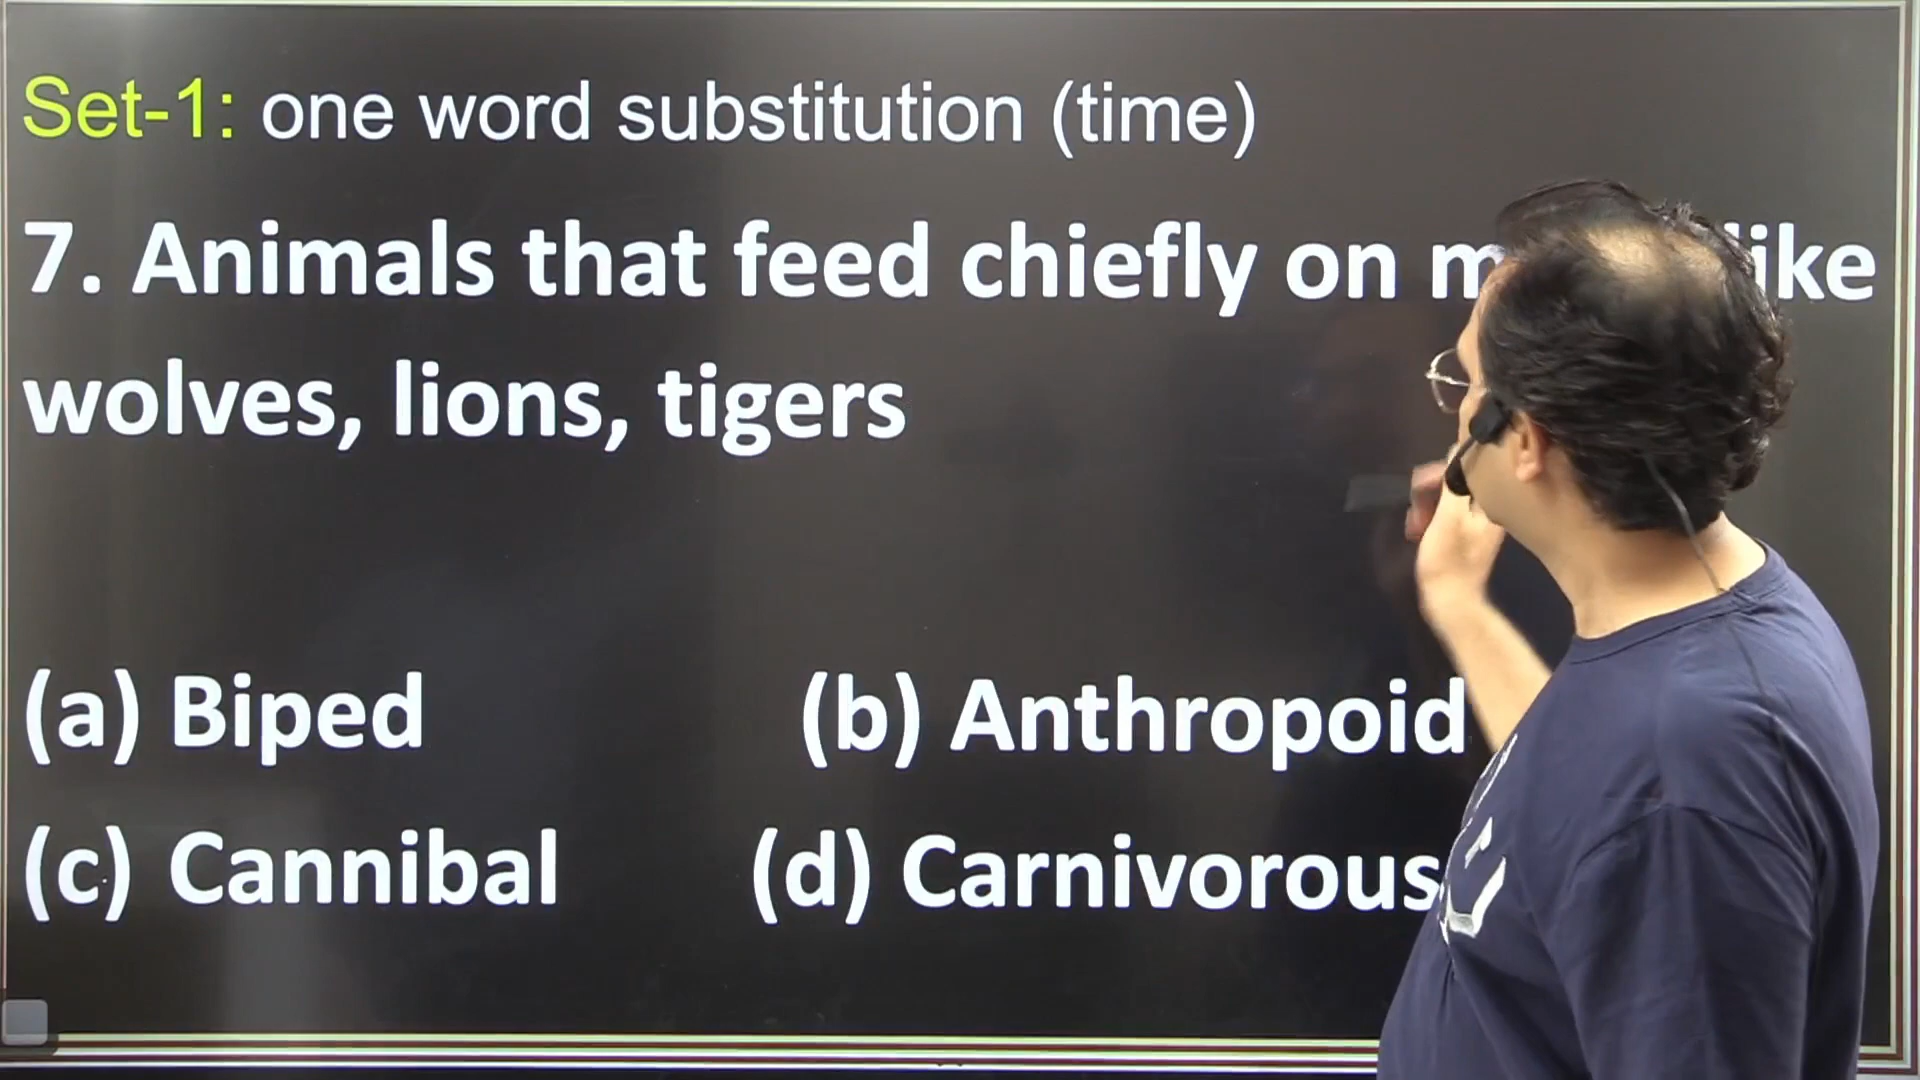 Set-1: one word substitution (time)
7. Animals that feed chiefly on like
wolves, lions, tigers
(a) Biped (b) Anthropoid
(c) Cannibal (d) Carnivorous